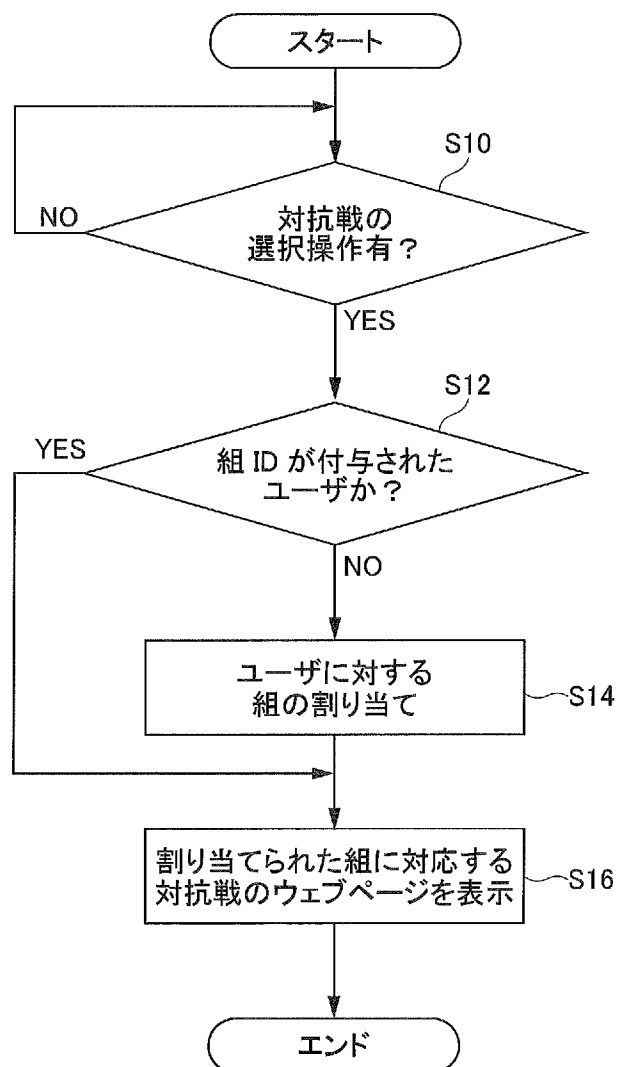 スタート
S10
NO
対抗戦の
選択操作有？
YES
S12
YES
組 ID が付与された
ユーザか？
NO
ユーザに対する
組の割り当て
S14
割り当てられた組に対応する
対抗戦のウェブページを表示
S16
エンド